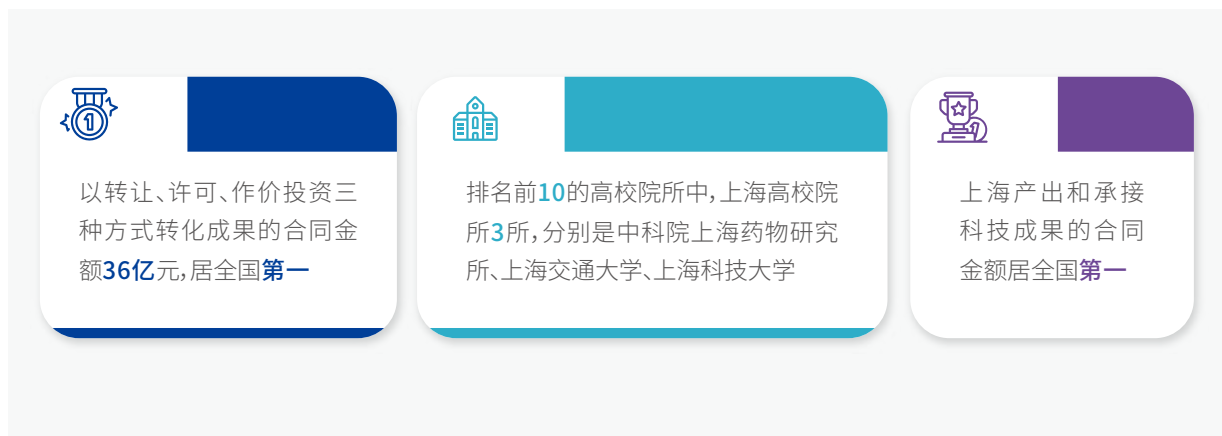 以转让、许可、作价投资三
种方式转化成果的合同金
额36亿元,居全国第一
排名前10的高校院所中,上海高校院
所3所,分别是中科院上海药物研究
所、上海交通大学、上海科技大学
上海产出和承接
科技成果的合同
金额居全国第一